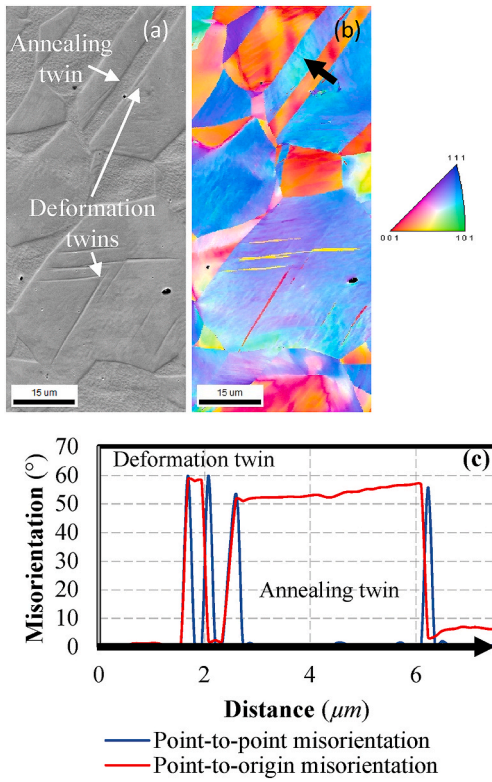 (a)
Annealing
twin
Deformation
twins
15 um
(b)
15 um
1 1 1
0 0 1
1 0 1
70
60
50
40
30
20
10
0
Misorientation (°)
Deformation twin
(c)
Annealing twin
0
2
4
6
Distance (μm)
Point-to-point misorientation
Point-to-origin misorientation